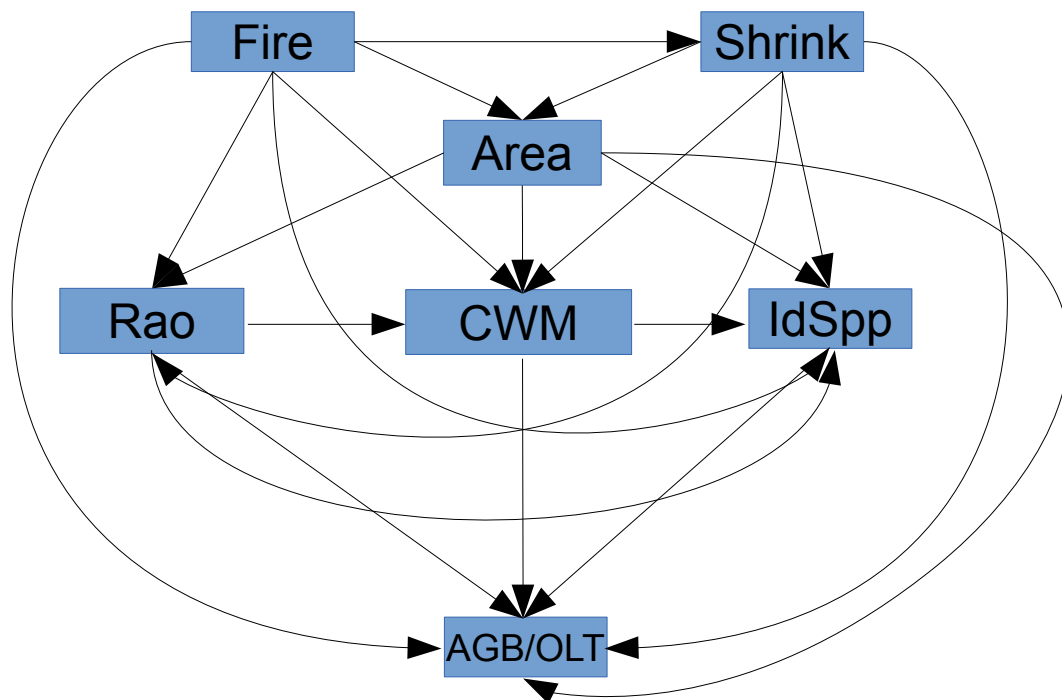 Fire
Shrink
Area
Rao
CWM
IdSpp
AGB/OLT